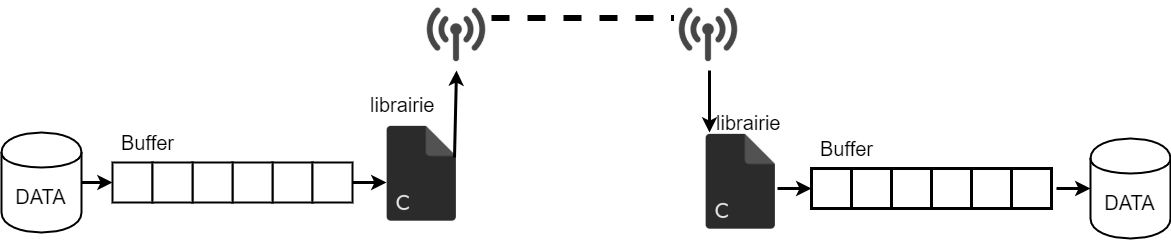 librairie
Buffer
DATA
C
librairie
Buffer
C
DATA